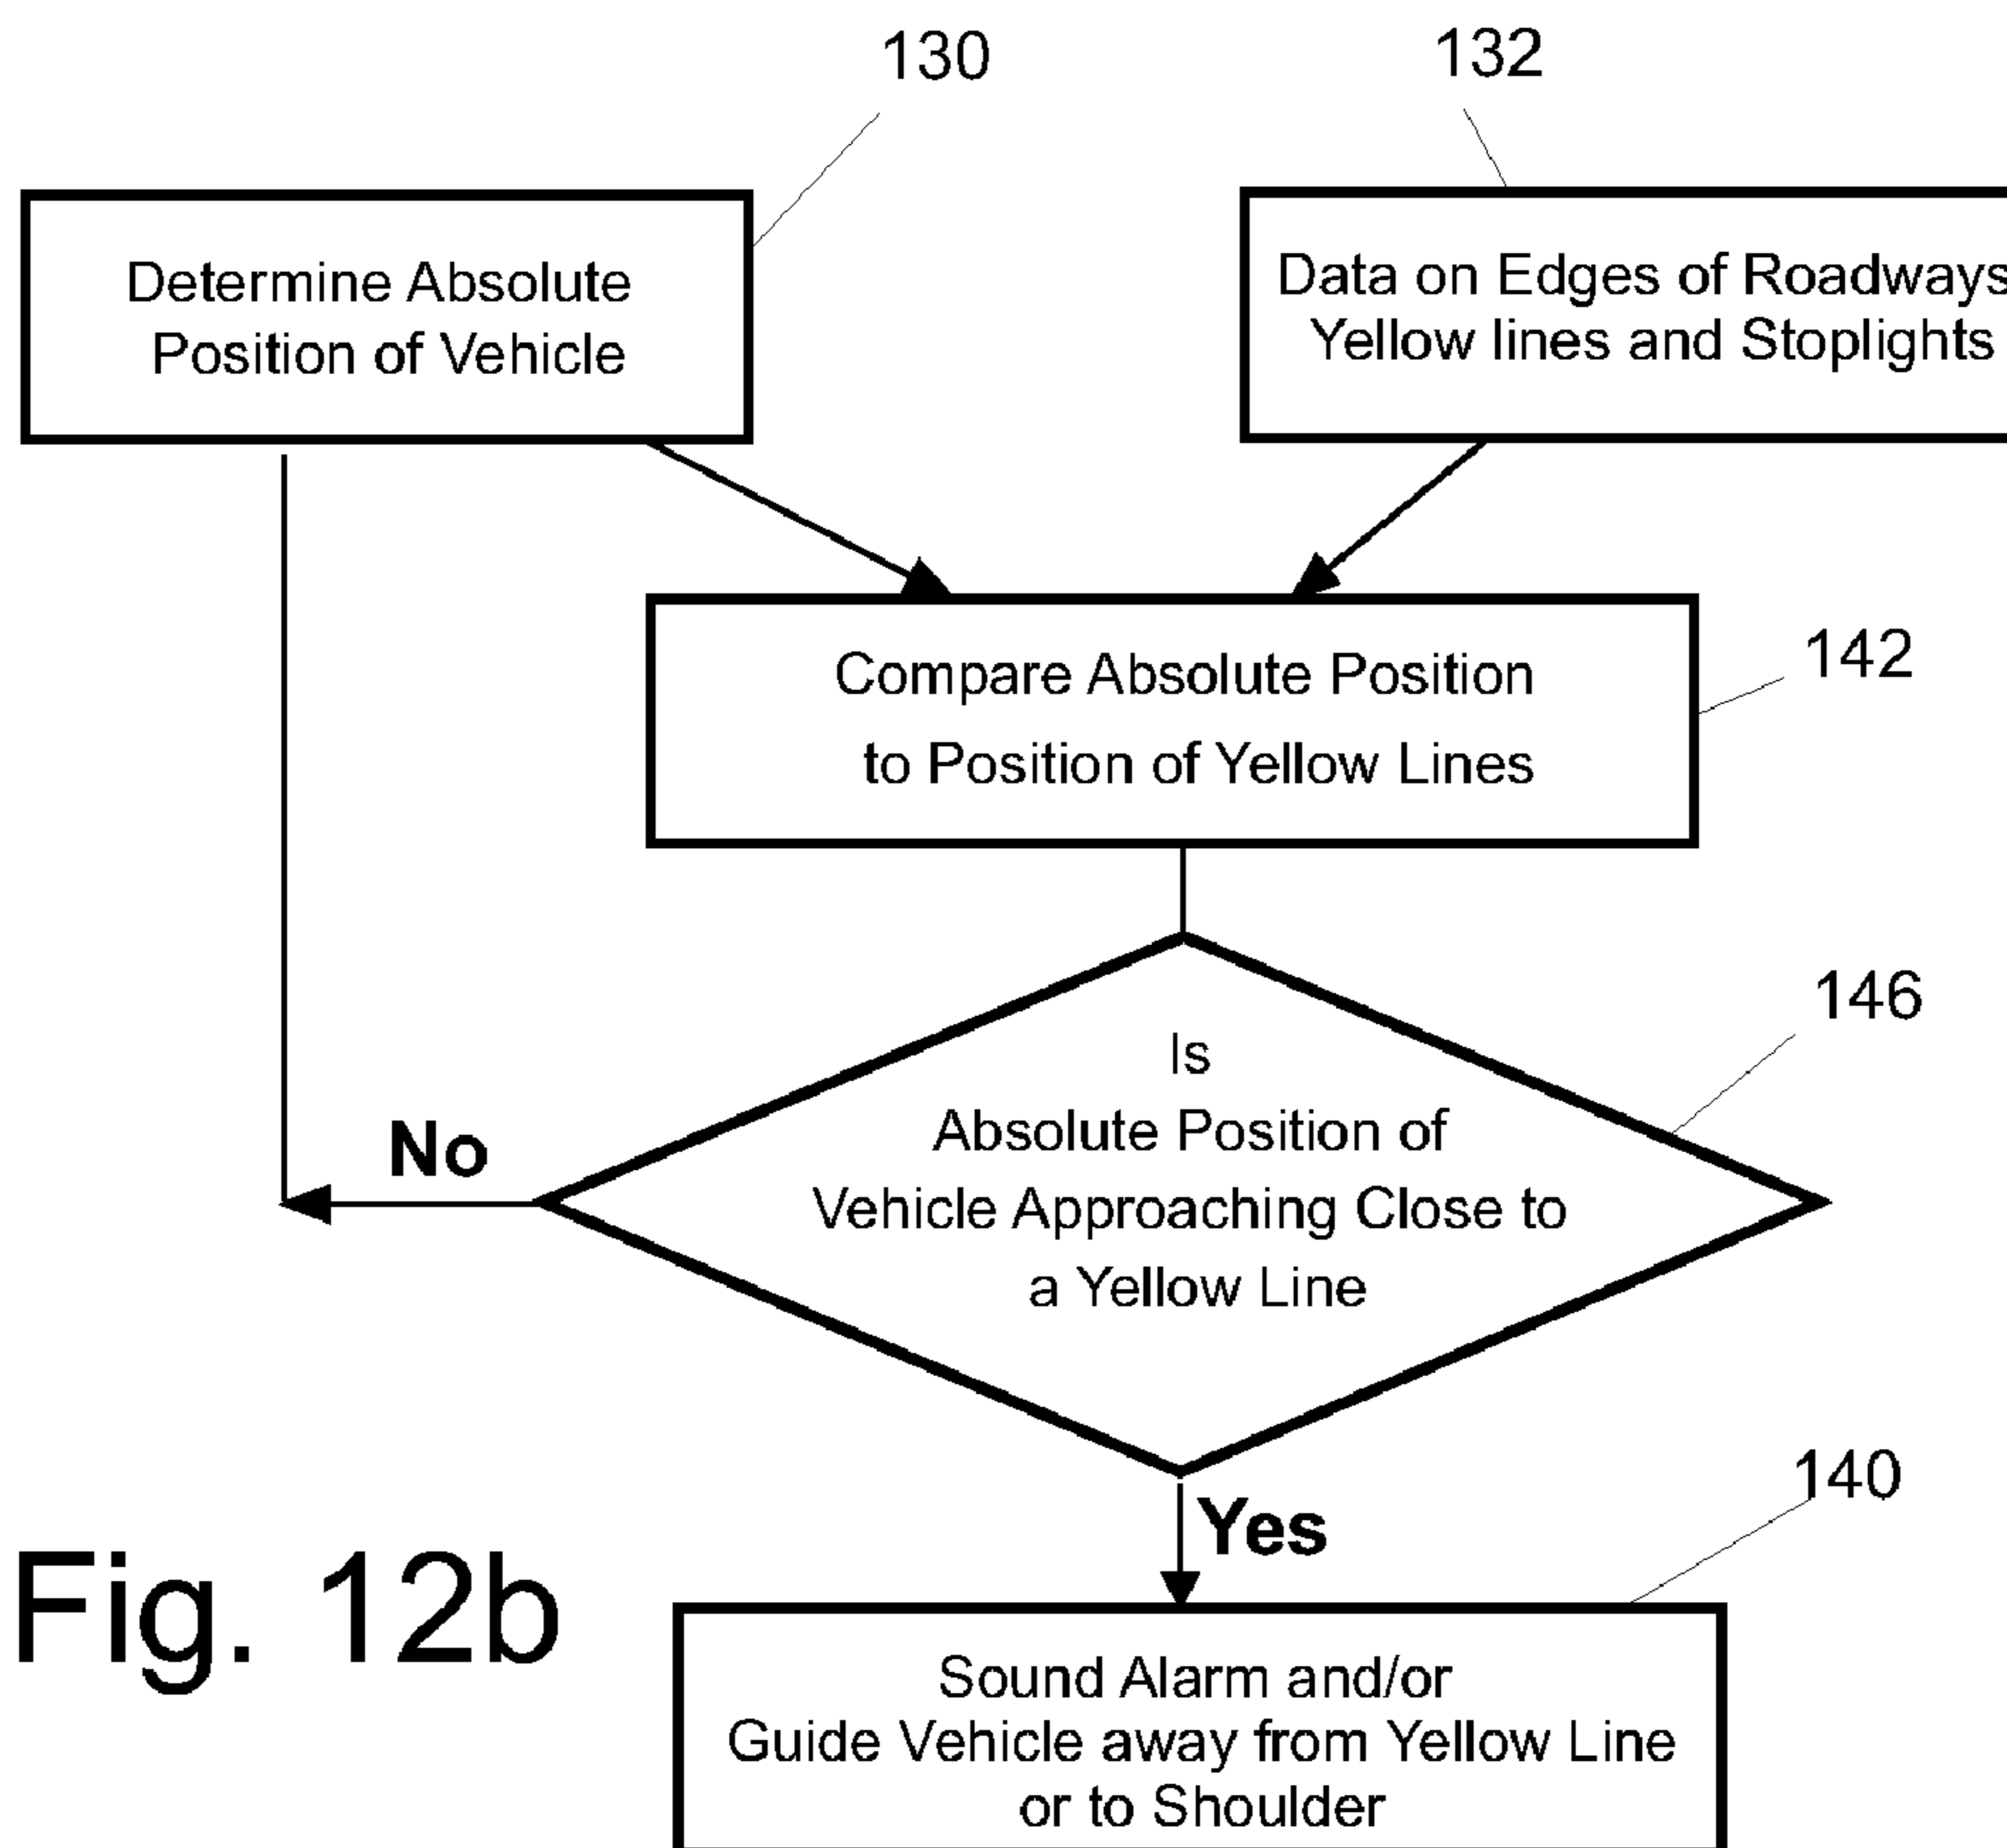 130
132
Determine Absolute
Position of Vehicle
Data on Edges of Roadways
Yellow lines and Stoplights
Compare Absolute Position
to Position of Yellow Lines
142
Is
Absolute Position of
Vehicle Approaching Close to
a Yellow Line
146
No
Yes
140
Sound Alarm and/or
Guide Vehicle away from Yellow Line
or to Shoulder
Fig. 12b